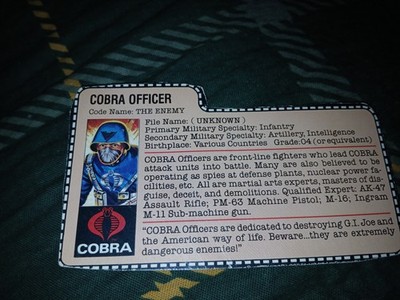 COBRA OFFICER
Code Name: THE ENEMY
File Name: (UNKNOWN)
Primary Military Specialty: Infantry
Secondary Military Specialty: Artillery, Intelligence
Birthplace: Various Countries Grade:04 (or equivalent)
COBRA Officers are front-line fighters who lead COBRA
attack units into battle. Many are also believed to be
operating as spies at defense plants, nuclear power fa-
cilities, etc. All are martial arts experts, masters of dis-
guise, deceit, and demolitions. Qualified Expert: AK-47
Assault Rifle; PM-63 Machine Pistol; M-16; Ingram
M-11 Sub-machine gun.
"COBRA Officers are dedicated to destroying G.I. Joe and
the American way of life. Beware...they are extremely
dangerous enemies!"
COBRA